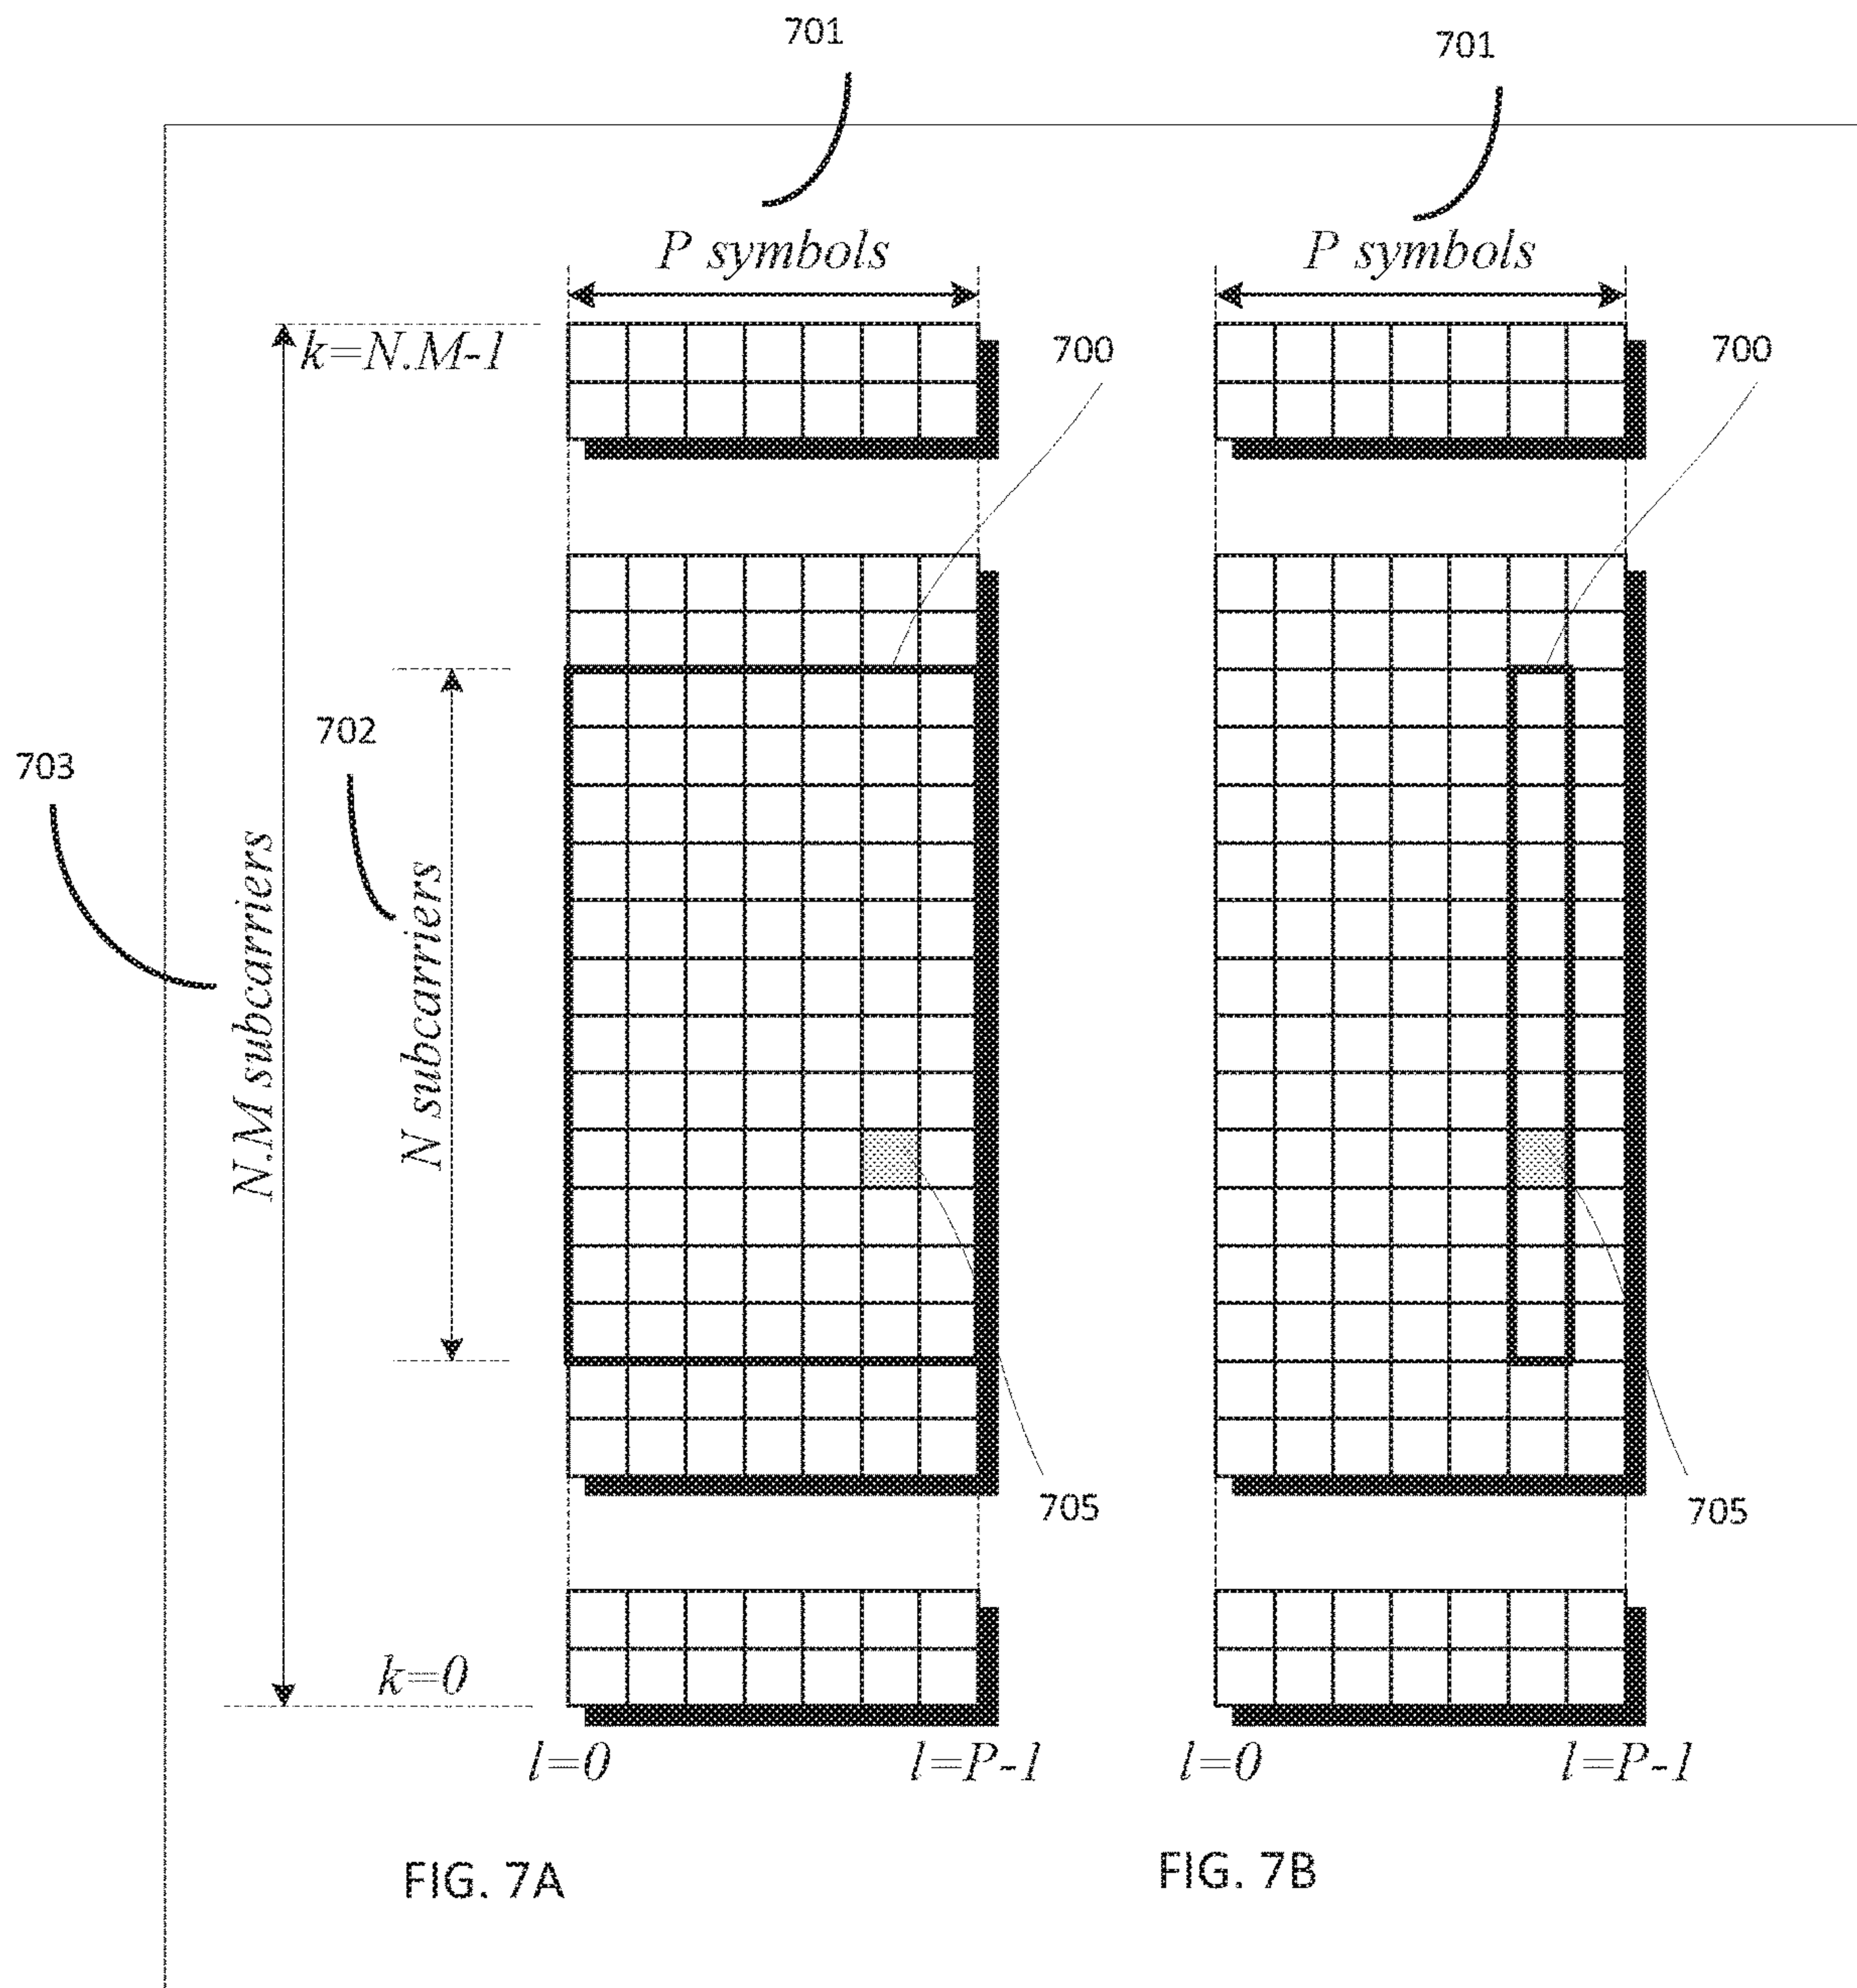 701
701
P symbols
P symbols
k=N.M-1
700
700
702
703
N.M subcarriers
N subcarriers
705
705
k=0
l=0
l=P-1
l=0
l=P-1
FIG. 7A
FIG. 7B